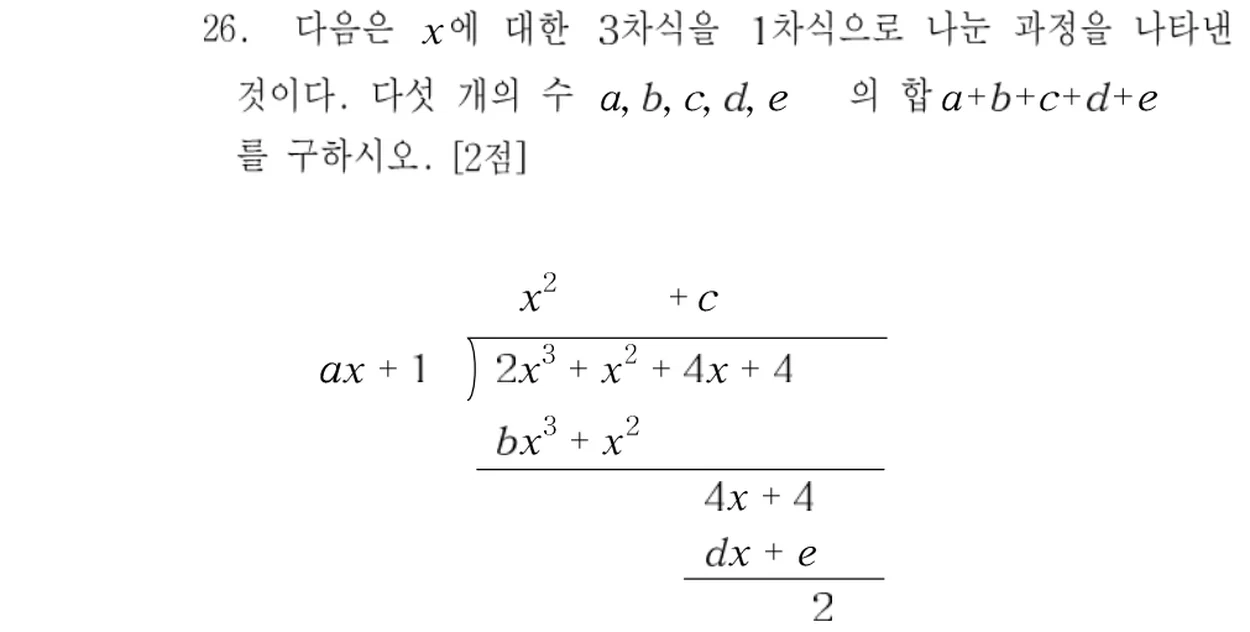 26. 다음은 x에 대한 3차식을 1차식으로 나눈 과정을 나타낸
것이다. 다섯 개의 수 a, b, c, d, e 의 합 a+b+c+d+e
를 구하시오. [2점]
x² + c
ax + 1 ) 2x³ + x² + 4x + 4
bx³ + x²
4x + 4
dx + e
2